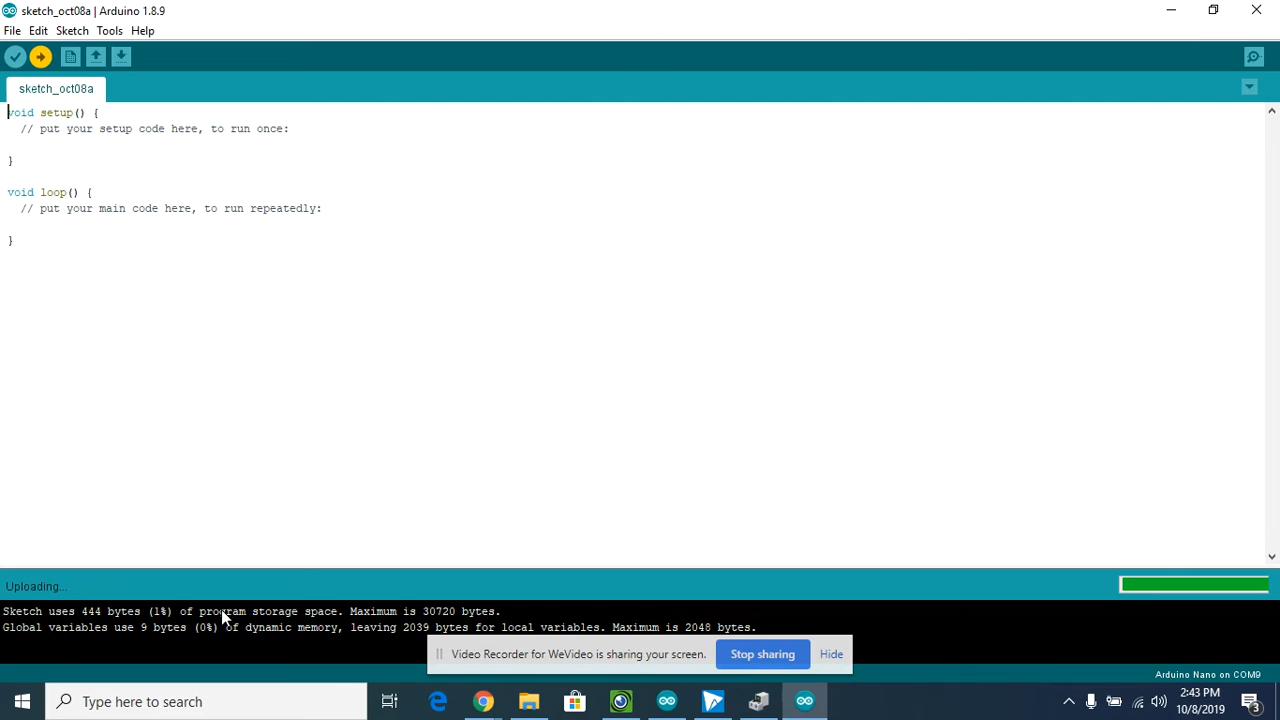 sketch_oct08a | Arduino 1.8.9
File Edit Sketch Tools Help
sketch_oct08a
void setup() {
// put your setup code here, to run once:
}
void loop() {
// put your main code here, to run repeatedly:
}
Uploading...
Sketch uses 444 bytes (1%) of program storage space. Maximum is 30720 bytes.
Global variables use 9 bytes (0%) of dynamic memory, leaving 2039 bytes for local variables. Maximum is 2048 bytes.
Video Recorder for WeVideo is sharing your screen. Stop sharing Hide
Arduino Nano on COM9
Type here to search
2:43 PM
10/8/2019
3